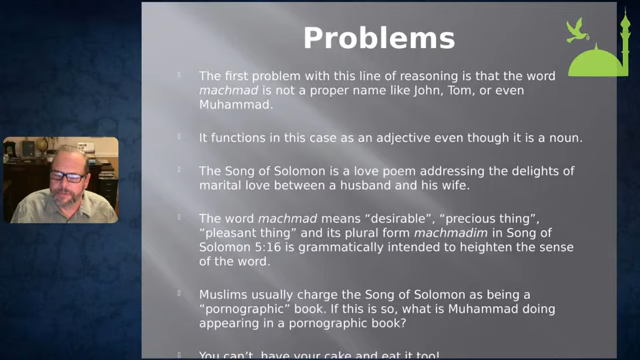 Problems
The first problem with this line of reasoning is that the word
machmad is not a proper name like John, Tom, or even
Muhammad.
It functions in this case as an adjective even though it is a noun.
The Song of Solomon is a love poem addressing the delights of
marital love between a husband and his wife.
The word machmad means “desirable”, “precious thing”,
“pleasant thing” and its plural form machmadim in Song of
Solomon 5:16 is grammatically intended to heighten the sense
of the word.
Muslims usually charge the Song of Solomon as being a
“pornographic” book. If this is so, what is Muhammad doing
appearing in a pornographic book?
You can’t have your cake and eat it too!